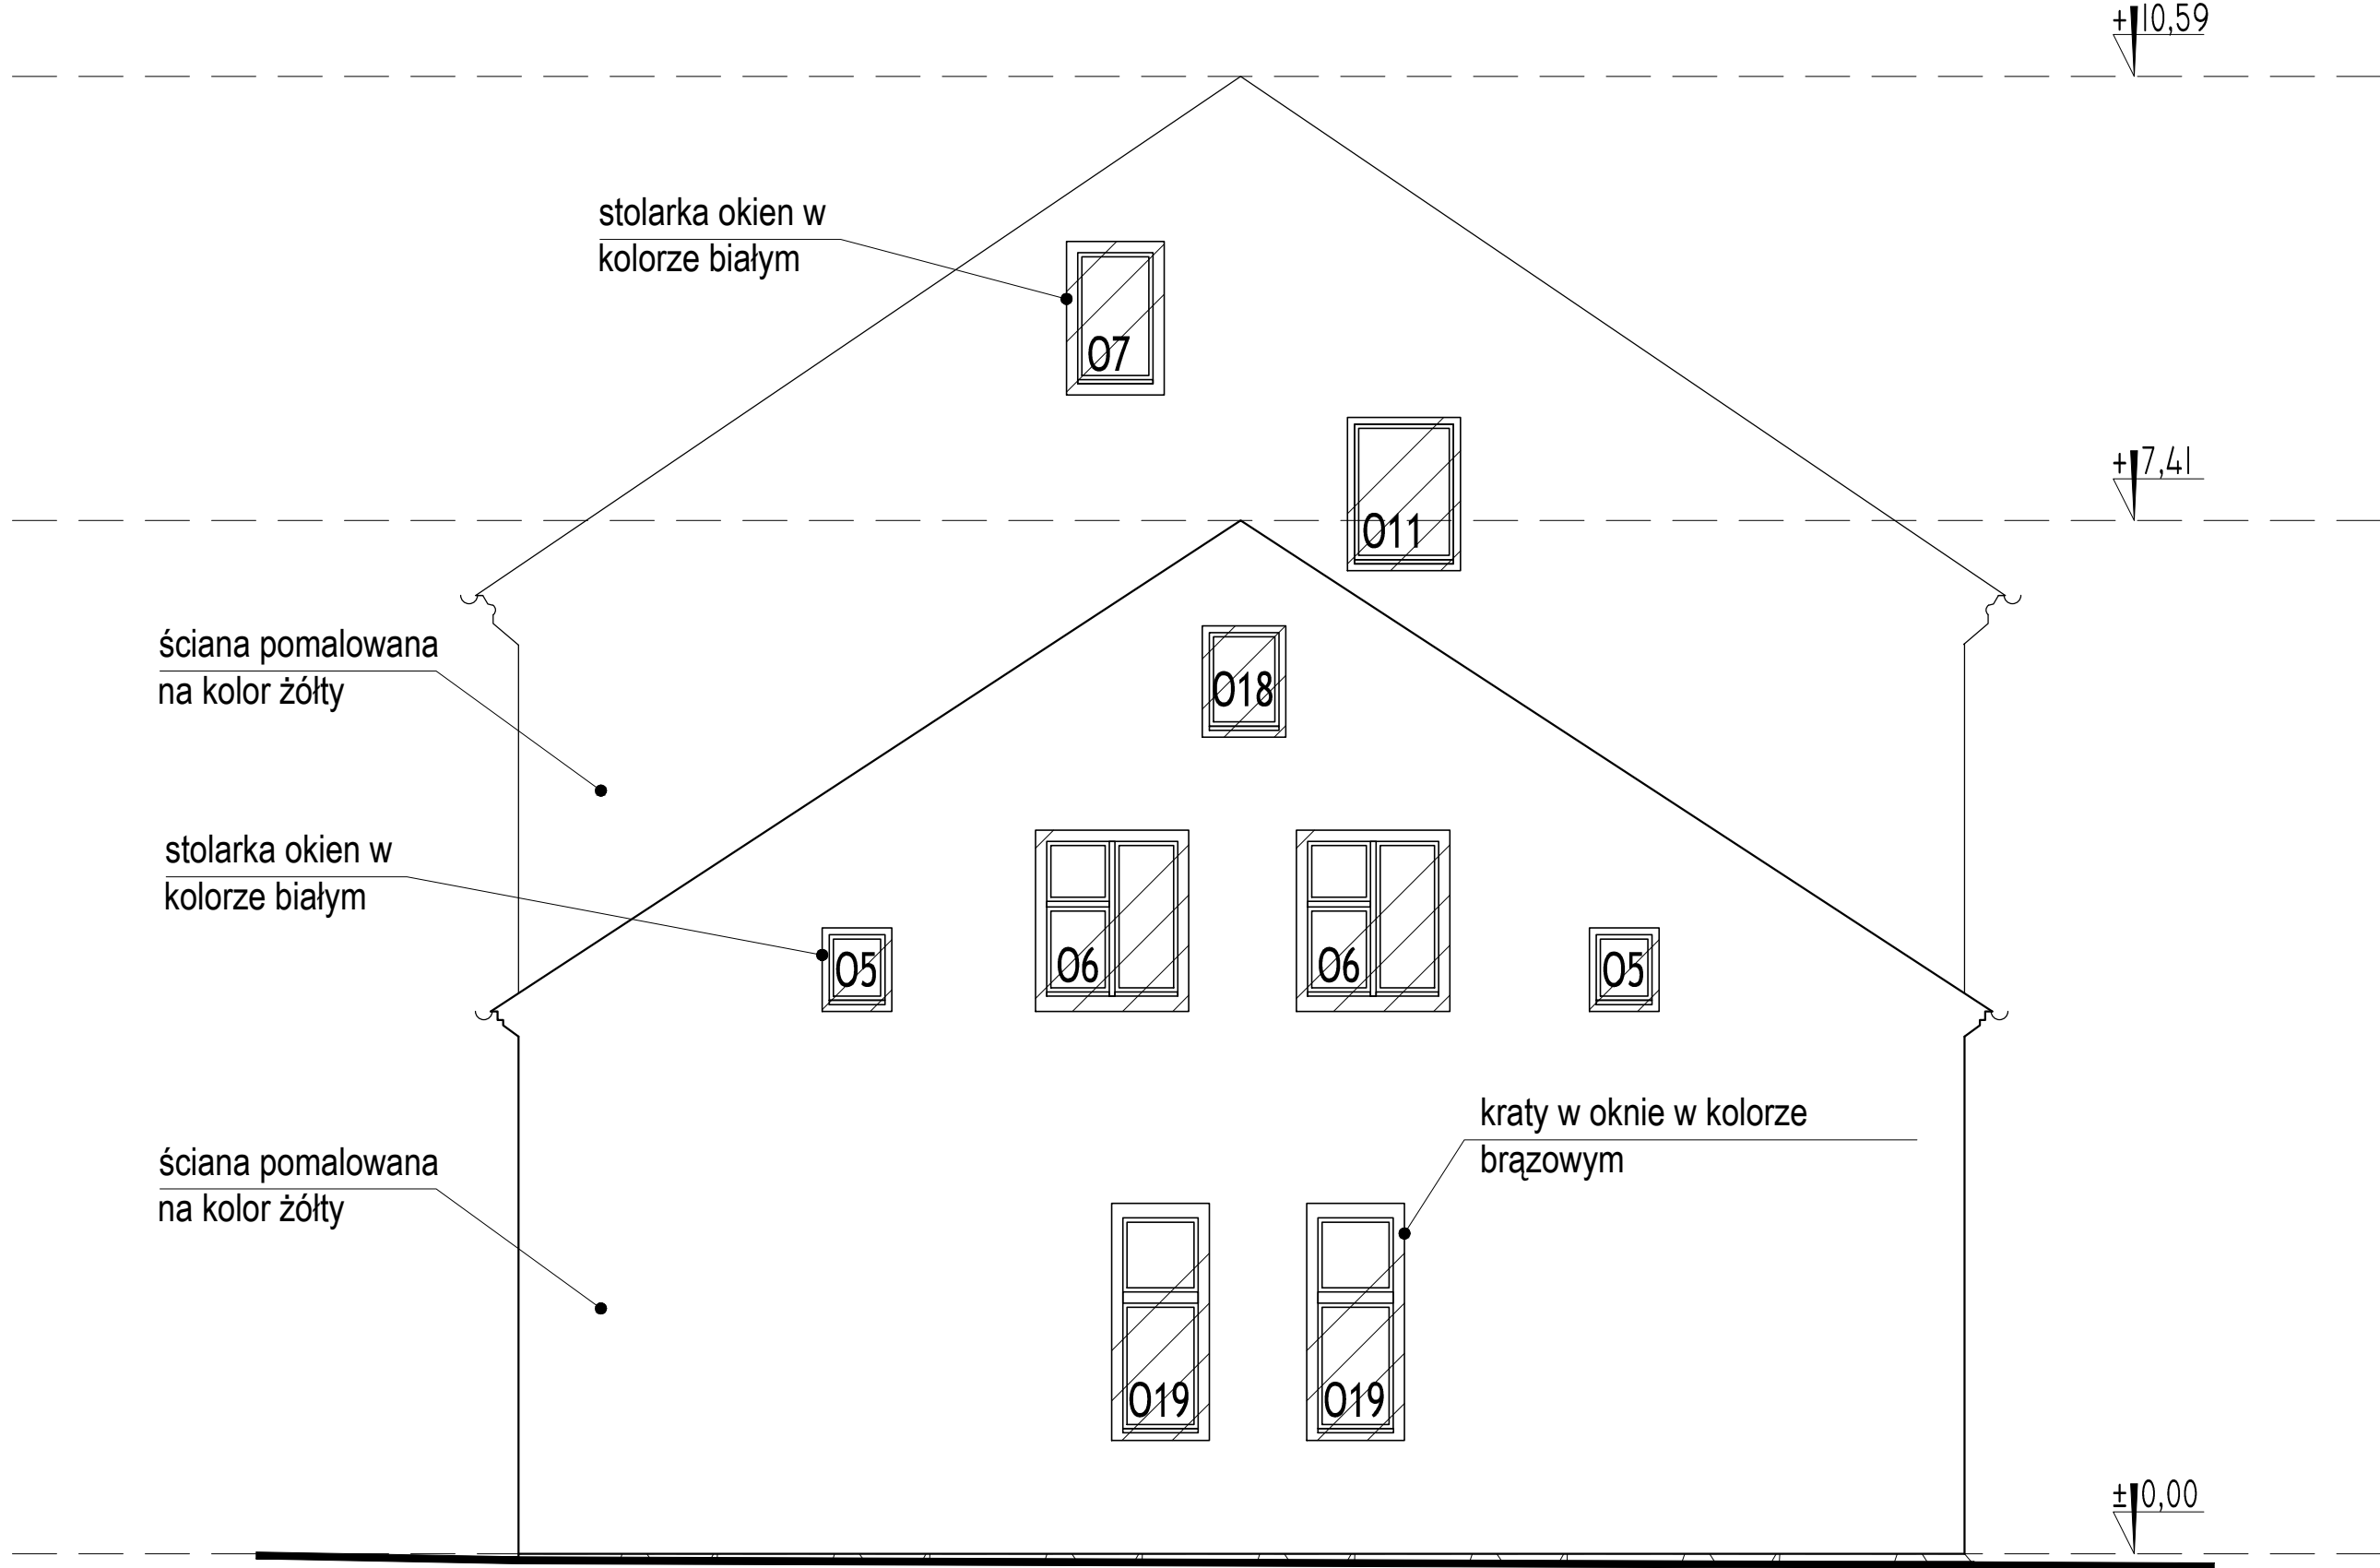 +10,59
stolarka okien w
kolorze białym
O7
+7,41
O11
ściana pomalowana
na kolor żółty
O18
stolarka okien w
kolorze białym
O5
O6
O6
O5
kraty w oknie w kolorze
brązowym
ściana pomalowana
na kolor żółty
O19
O19
±0,00